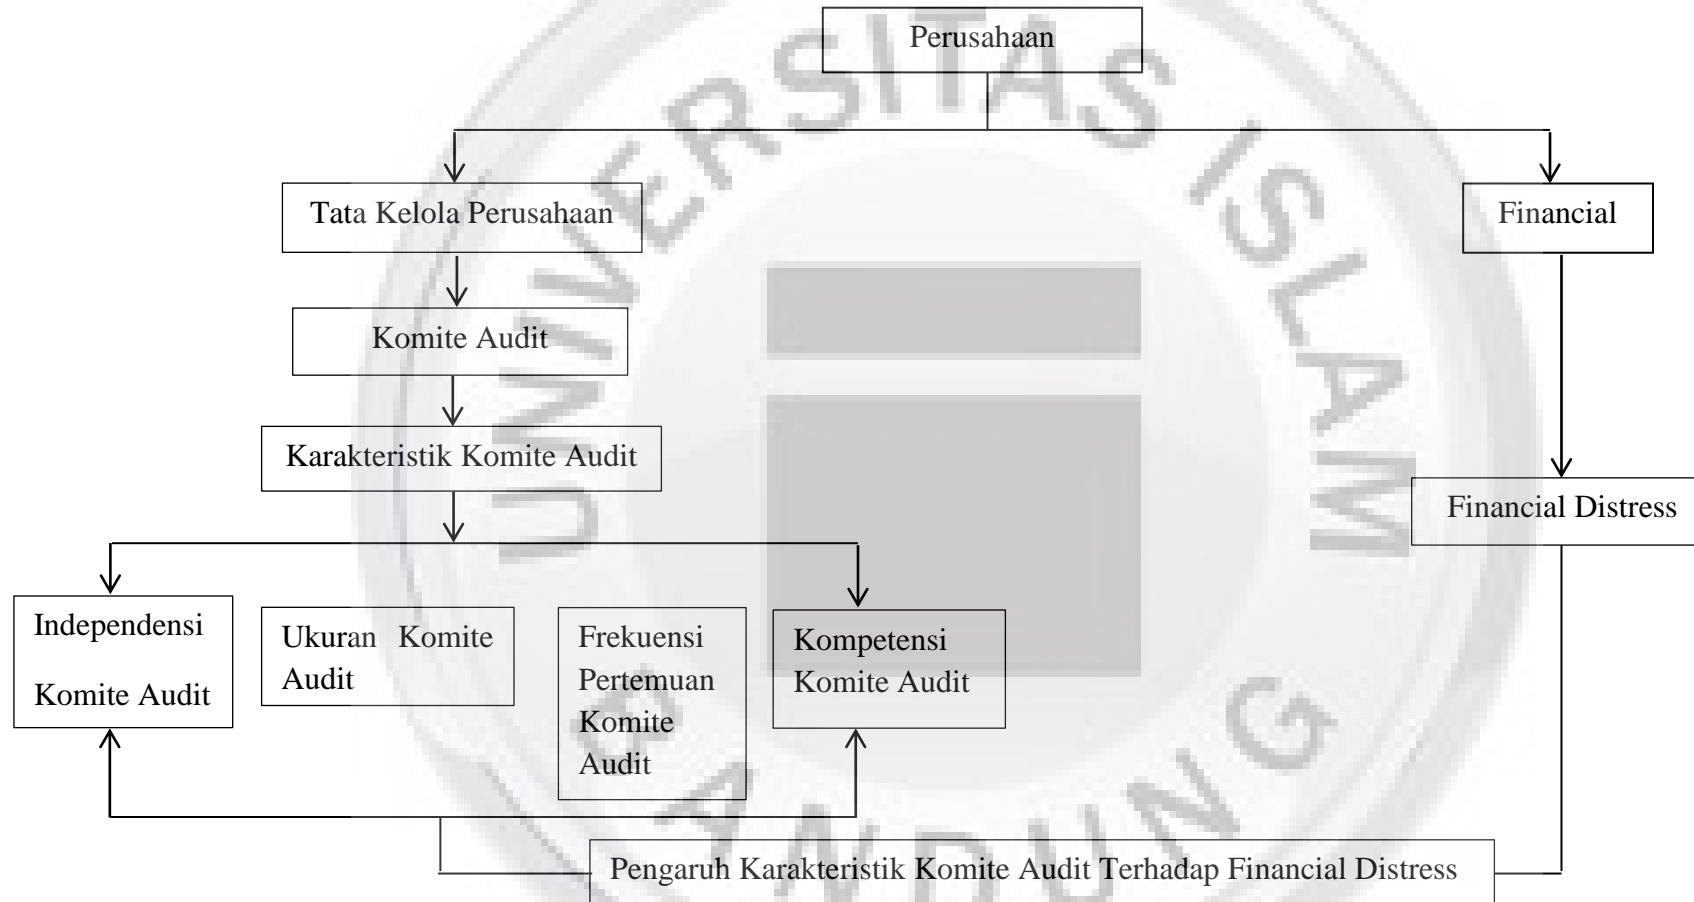 Perusahaan
Tata Kelola Perusahaan
Financial
Komite Audit
Karakteristik Komite Audit
Financial Distress
Independensi
Komite Audit
Ukuran Komite
Audit
Frekuensi
Pertemuan
Komite
Audit
Kompetensi
Komite Audit
Pengaruh Karakteristik Komite Audit Terhadap Financial Distress
UNIVERSITAS ISLAM
BANDUNG